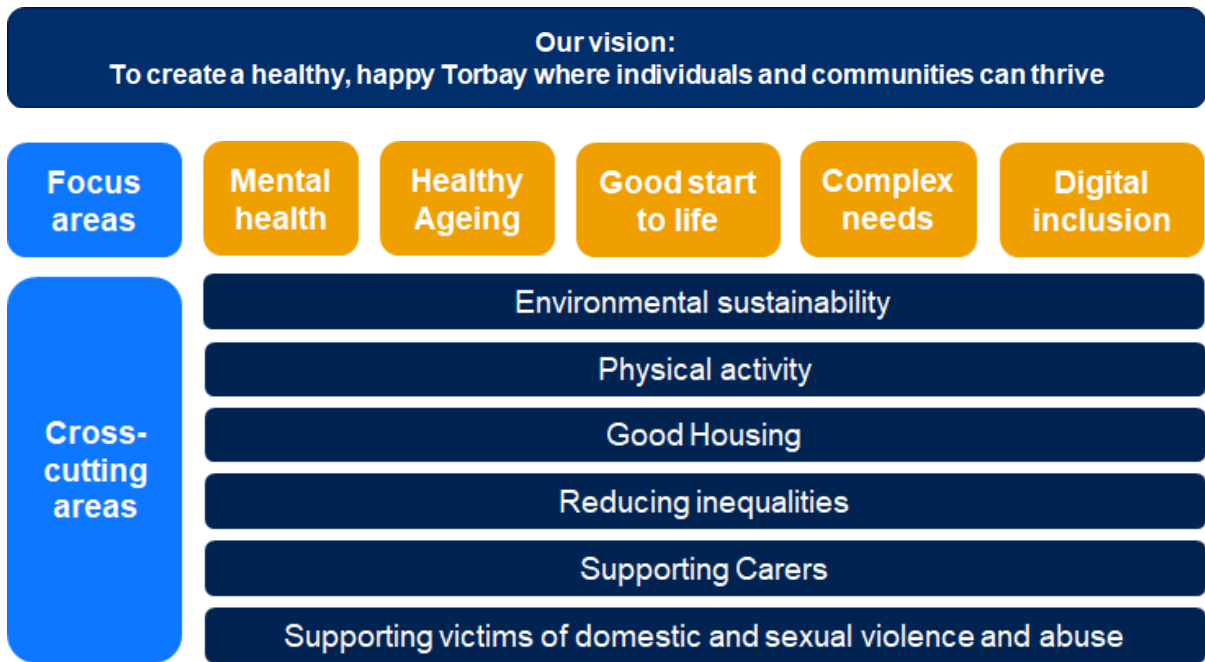 Our vision:
To create a healthy, happy Torbay where individuals and communities can thrive
Focus
areas
Mental
health
Healthy
Ageing
Good start
to life
Complex
needs
Digital
inclusion
Cross-
cutting
areas
Environmental sustainability
Physical activity
Good Housing
Reducing inequalities
Supporting Carers
Supporting victims of domestic and sexual violence and abuse